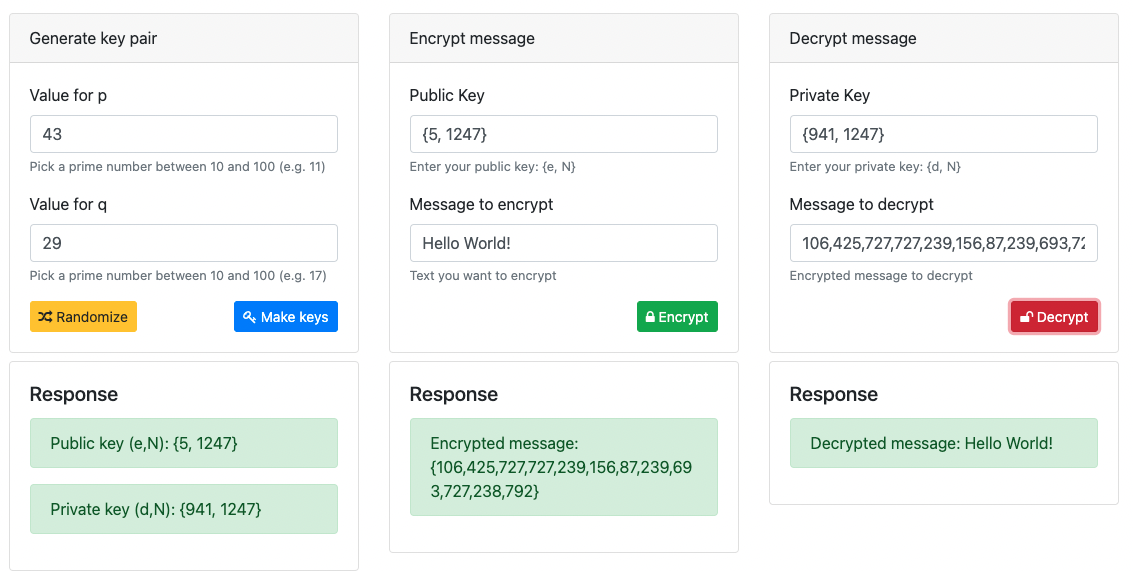 Generate key pair
Value for p
43
Pick a prime number between 10 and 100 (e.g. 11)
Value for q
29
Pick a prime number between 10 and 100 (e.g. 17)
Randomize
Make keys
Response
Public key (e,N): {5, 1247}
Private key (d,N): {941, 1247}
Encrypt message
Public Key
{5, 1247}
Enter your public key: {e, N}
Message to encrypt
Hello World!
Text you want to encrypt
Encrypt
Response
Encrypted message:
{106,425,727,727,239,156,87,239,69
3,727,238,792}
Decrypt message
Private Key
{941, 1247}
Enter your private key: {d, N}
Message to decrypt
106,425,727,727,239,156,87,239,693,72
Encrypted message to decrypt
Decrypt
Response
Decrypted message: Hello World!